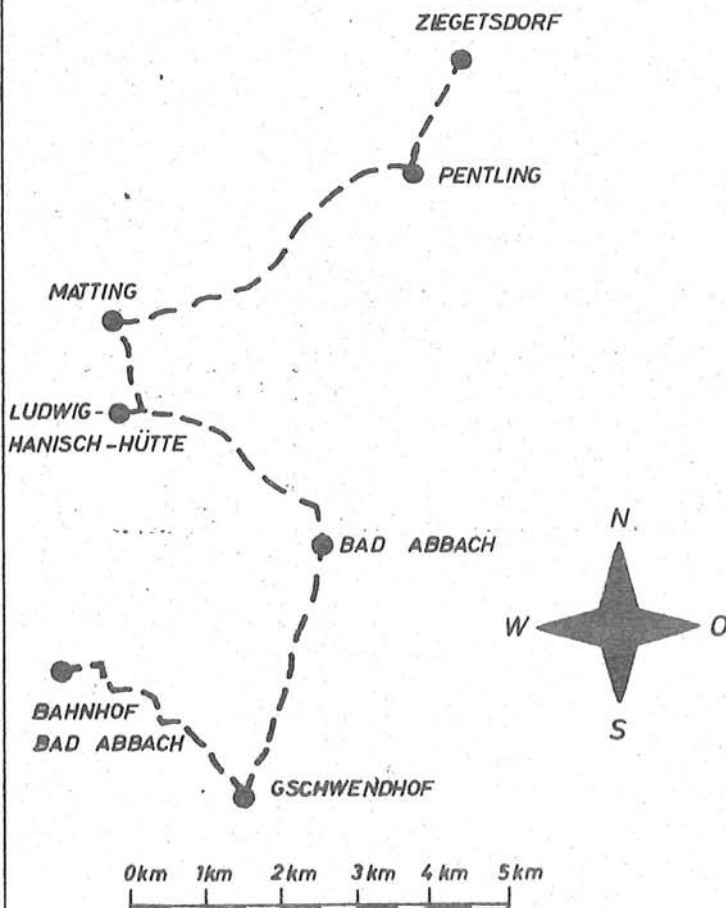 ZIEGETSDORF
PENTLING
MATTING
LUDWIG-
HANISCH-HÜTTE
BAD ABBACH
N
W
O
S
BAHNHOF
BAD ABBACH
GSCHWENDHOF
0km 1km 2km 3km 4km 5km